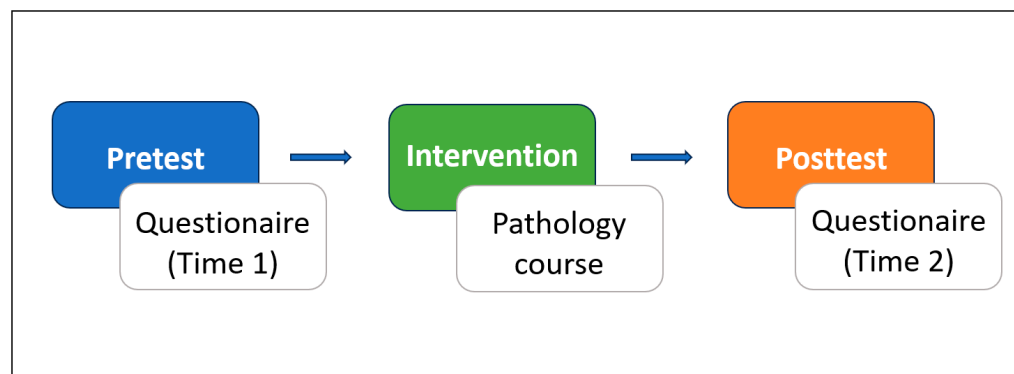 Pretest
Questionaire
(Time 1)
Intervention
Pathology
course
Posttest
Questionaire
(Time 2)